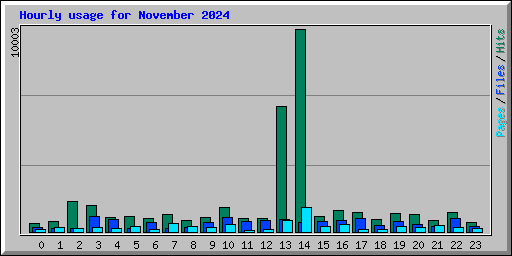 Hourly usage for November 2024
10003
Pages/Files/Hits
0 1 2 3 4 5 6 7 8 9 10 11 12 13 14 15 16 17 18 19 20 21 22 23